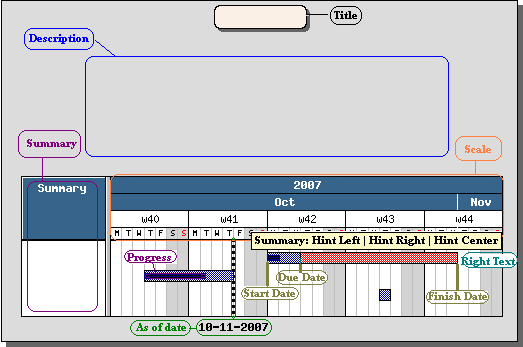 Title
Description
Summary
Scale
Summary
2007
Oct Nov
w40 w41 w42 w43 w44
M T W T F S S M T W T F
Summary: Hint Left | Hint Right | Hint Center
Progress
Right Text
Due Date
Start Date
Finish Date
As of date
10-11-2007